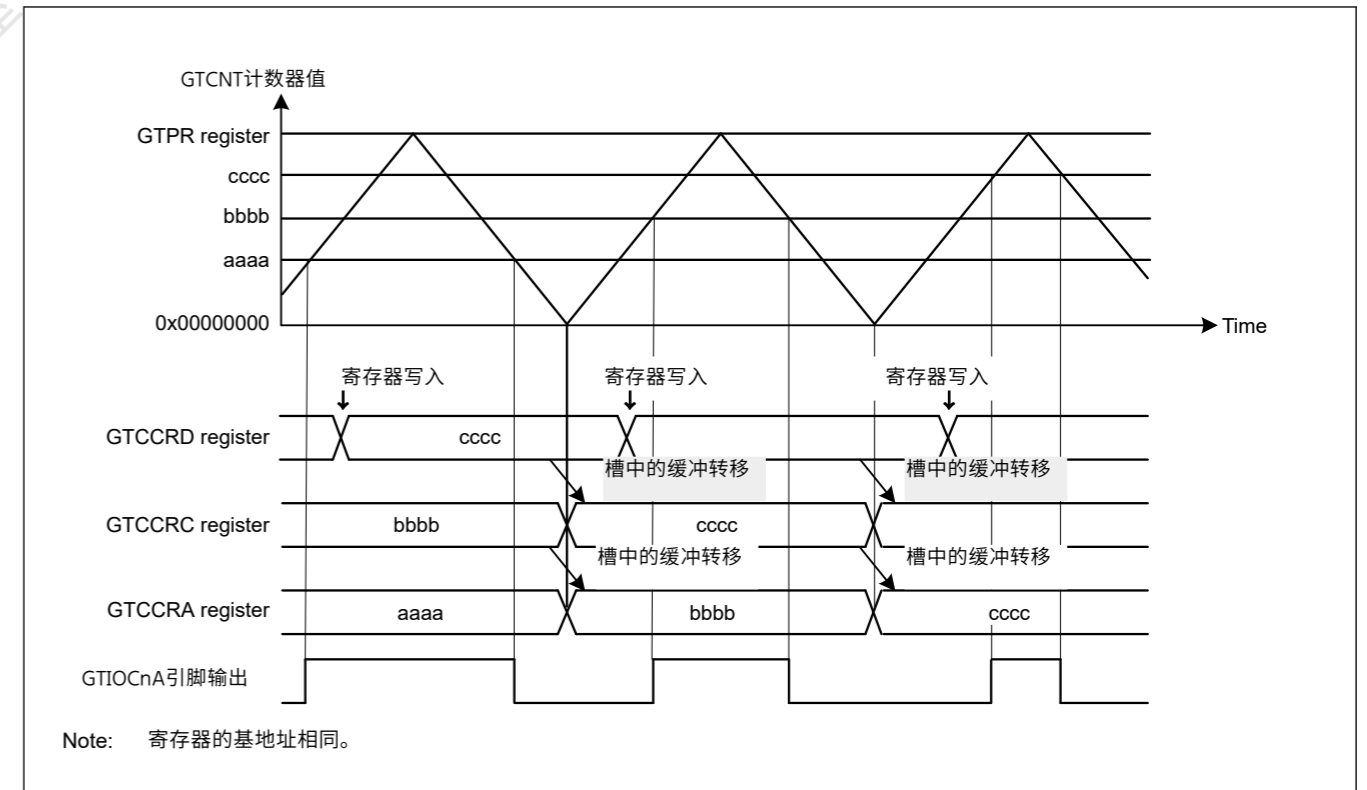 GTCNT计数器值
GTPR register
cccc
bbbb
aaaa
0x00000000
Time
寄存器写入 寄存器写入 寄存器写入
GTCCRD register cccc
槽中的缓冲转移 槽中的缓冲转移
GTCCRC register bbbb cccc
槽中的缓冲转移 槽中的缓冲转移
GTCCRA register aaaa bbbb cccc
GTIOCnA引脚输出
Note: 寄存器的基地址相同。